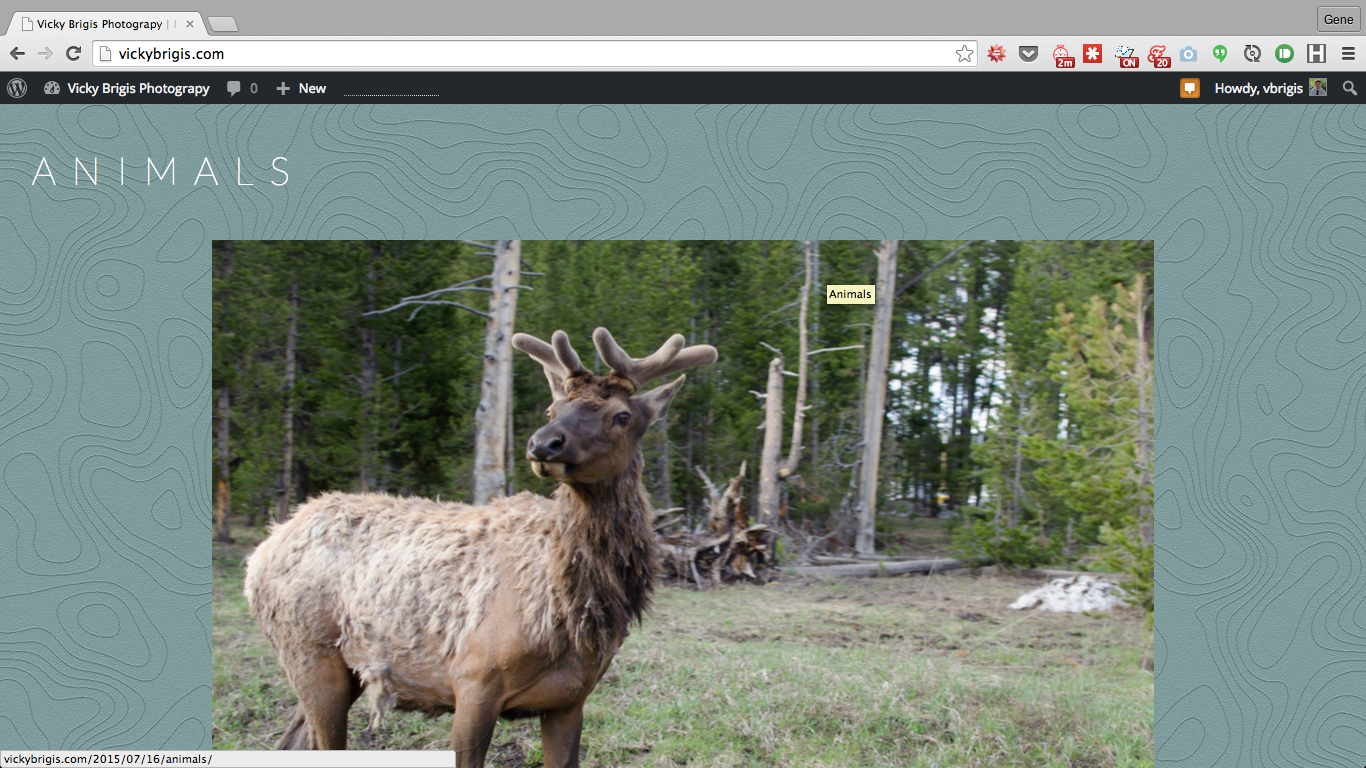 Vicky Brigis Photograpy | 
Gene
vickybrigis.com
2m
ON
20
H
Vicky Brigis Photograpy 0 New
Howdy, vbrigis
ANIMALS
Animals
vickybrigis.com/2015/07/16/animals/